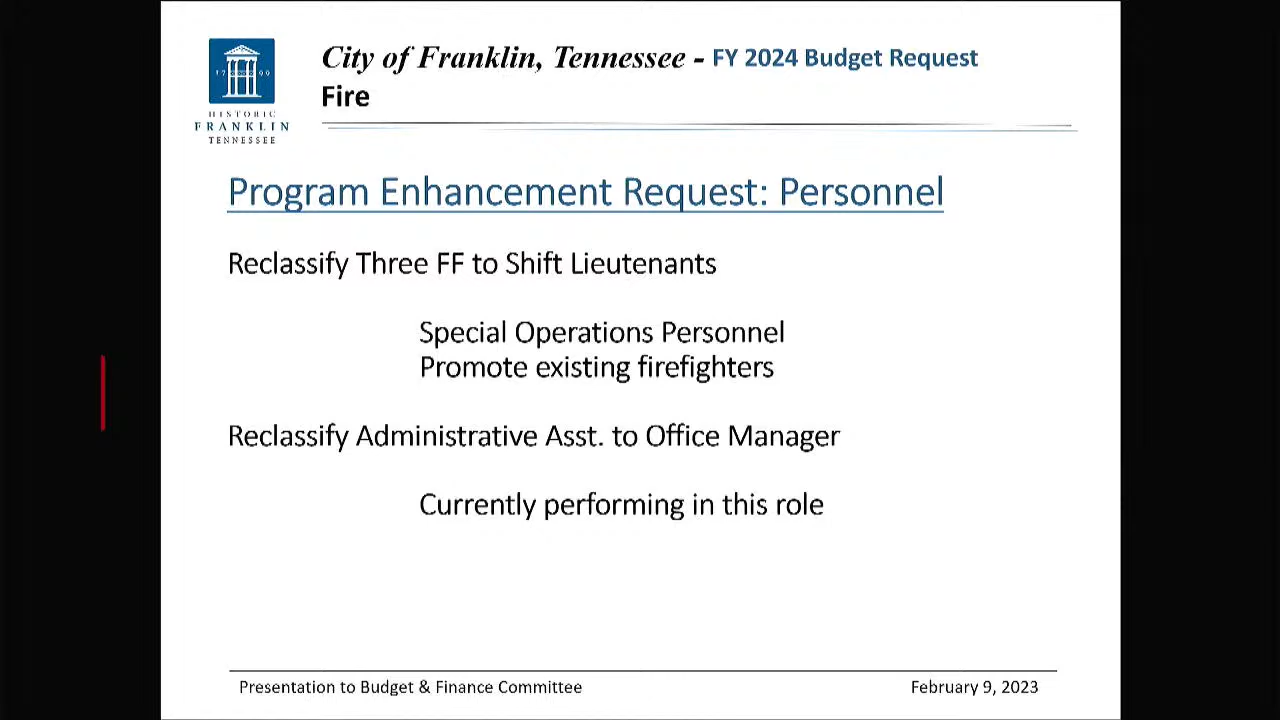 City of Franklin, Tennessee - FY 2024 Budget Request
Fire
17 99
HISTORIC
FRANKLIN
TENNESSEE
Program Enhancement Request: Personnel
Reclassify Three FF to Shift Lieutenants
Special Operations Personnel
Promote existing firefighters
Reclassify Administrative Asst. to Office Manager
Currently performing in this role
Presentation to Budget & Finance Committee
February 9, 2023